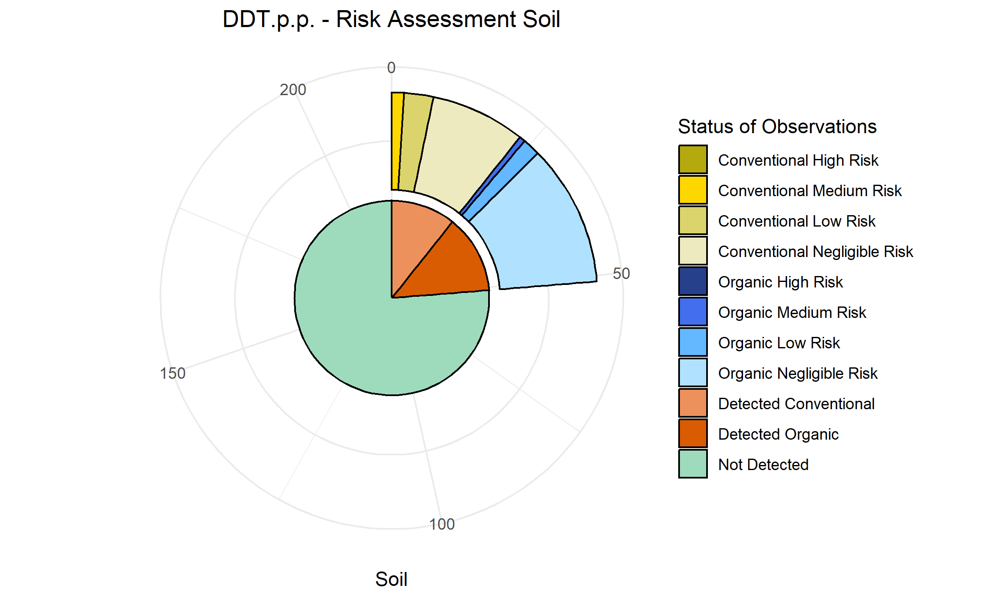 DDT.p.p. - Risk Assessment Soil
0
200
50
150
100
Soil
Status of Observations
Conventional High Risk
Conventional Medium Risk
Conventional Low Risk
Conventional Negligible Risk
Organic High Risk
Organic Medium Risk
Organic Low Risk
Organic Negligible Risk
Detected Conventional
Detected Organic
Not Detected